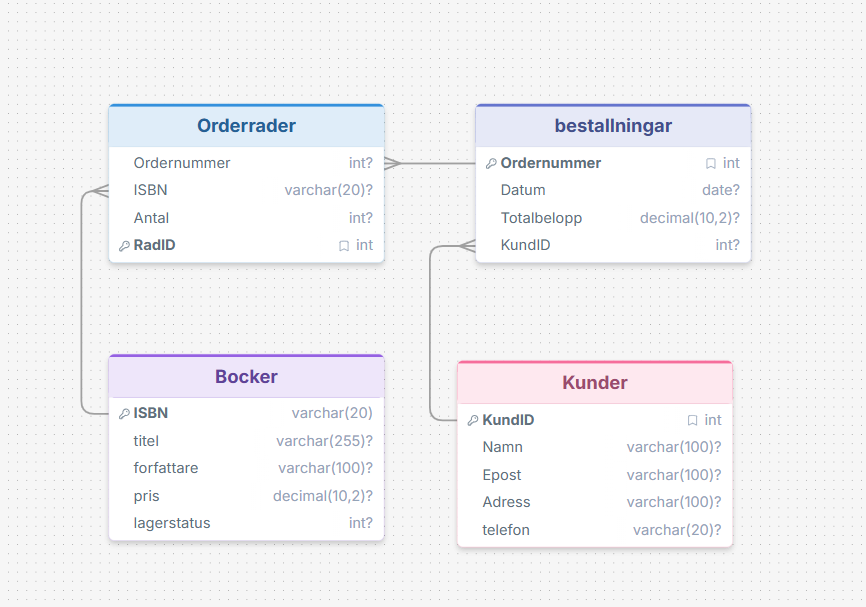 Orderrader
Ordernummer int?
ISBN varchar(20)?
Antal int?
RadID int
bestallningar
Ordernummer int
Datum date?
Totalbelopp decimal(10,2)?
KundID int?
Bocker
ISBN varchar(20)
titel varchar(255)?
forfattare varchar(100)?
pris decimal(10,2)?
lagerstatus int?
Kunder
KundID int
Namn varchar(100)?
Epost varchar(100)?
Adress varchar(100)?
telefon varchar(20)?